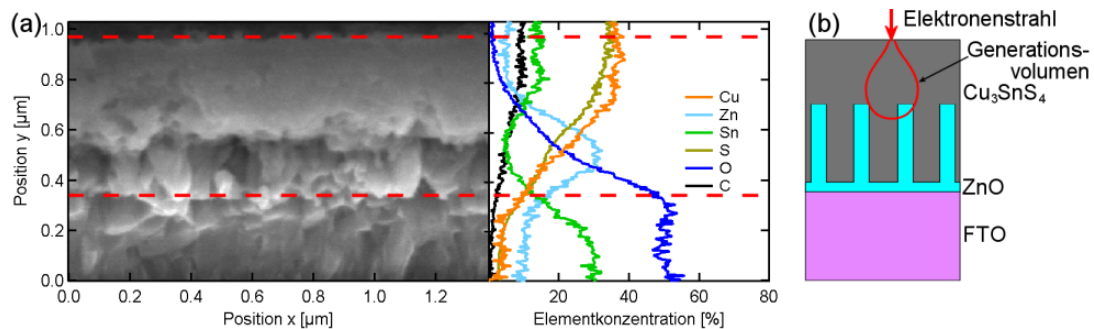 (a)
1.0
0.8
0.6
0.4
0.2
0.0
Position y [µm]
0.0 0.2 0.4 0.6 0.8 1.0 1.2
Position x [µm]
Cu
Zn
Sn
S
O
C
20 40 60 80
Elementkonzentration [%]
(b)
Elektronenstrahl
Generations-
volumen
Cu₃SnS₄
ZnO
FTO